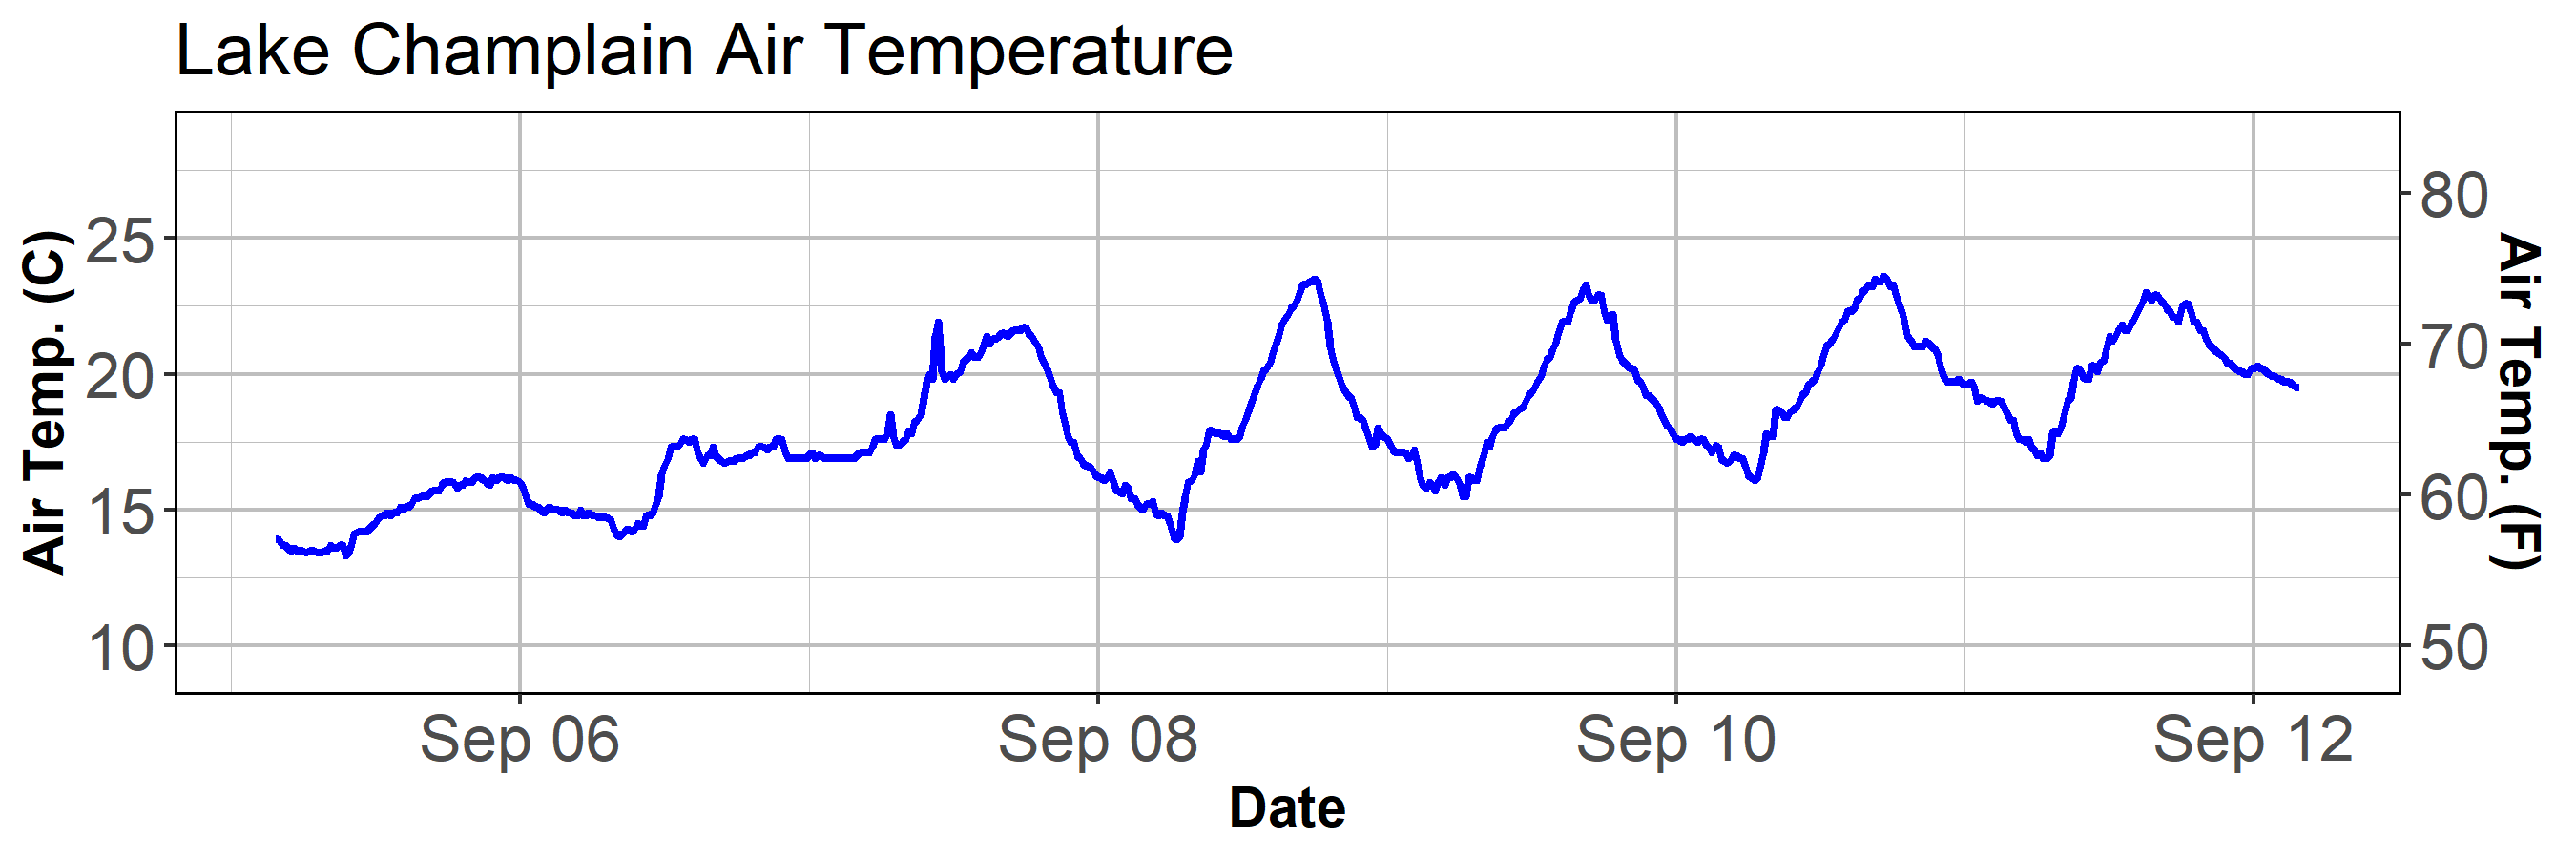 Lake Champlain Air Temperature
Air Temp. (C)
25
20
15
10
80
70
60
50
Air Temp. (F)
Sep 06
Sep 08
Sep 10
Sep 12
Date